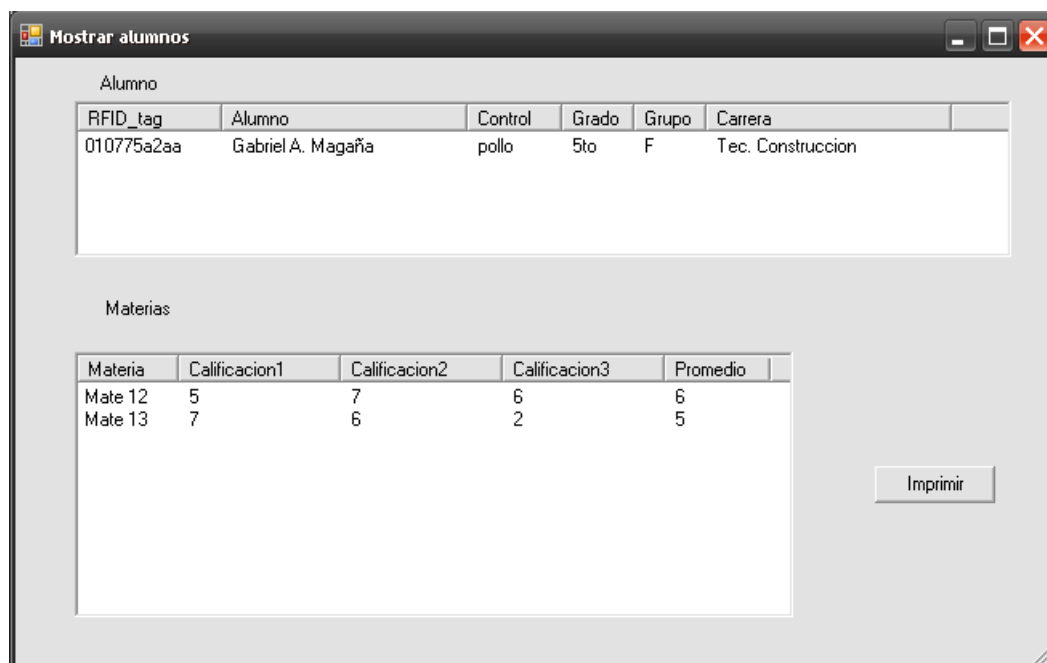 Mostrar alumnos
Alumno
RFID_tag Alumno Control Grado Grupo Carrera
010775a2aa Gabriel A. Magaña pollo 5to F Tec. Construccion
Materias
Materia Calificacion1 Calificacion2 Calificacion3 Promedio
Mate 12 5 7 6 6
Mate 13 7 6 2 5
Imprimir